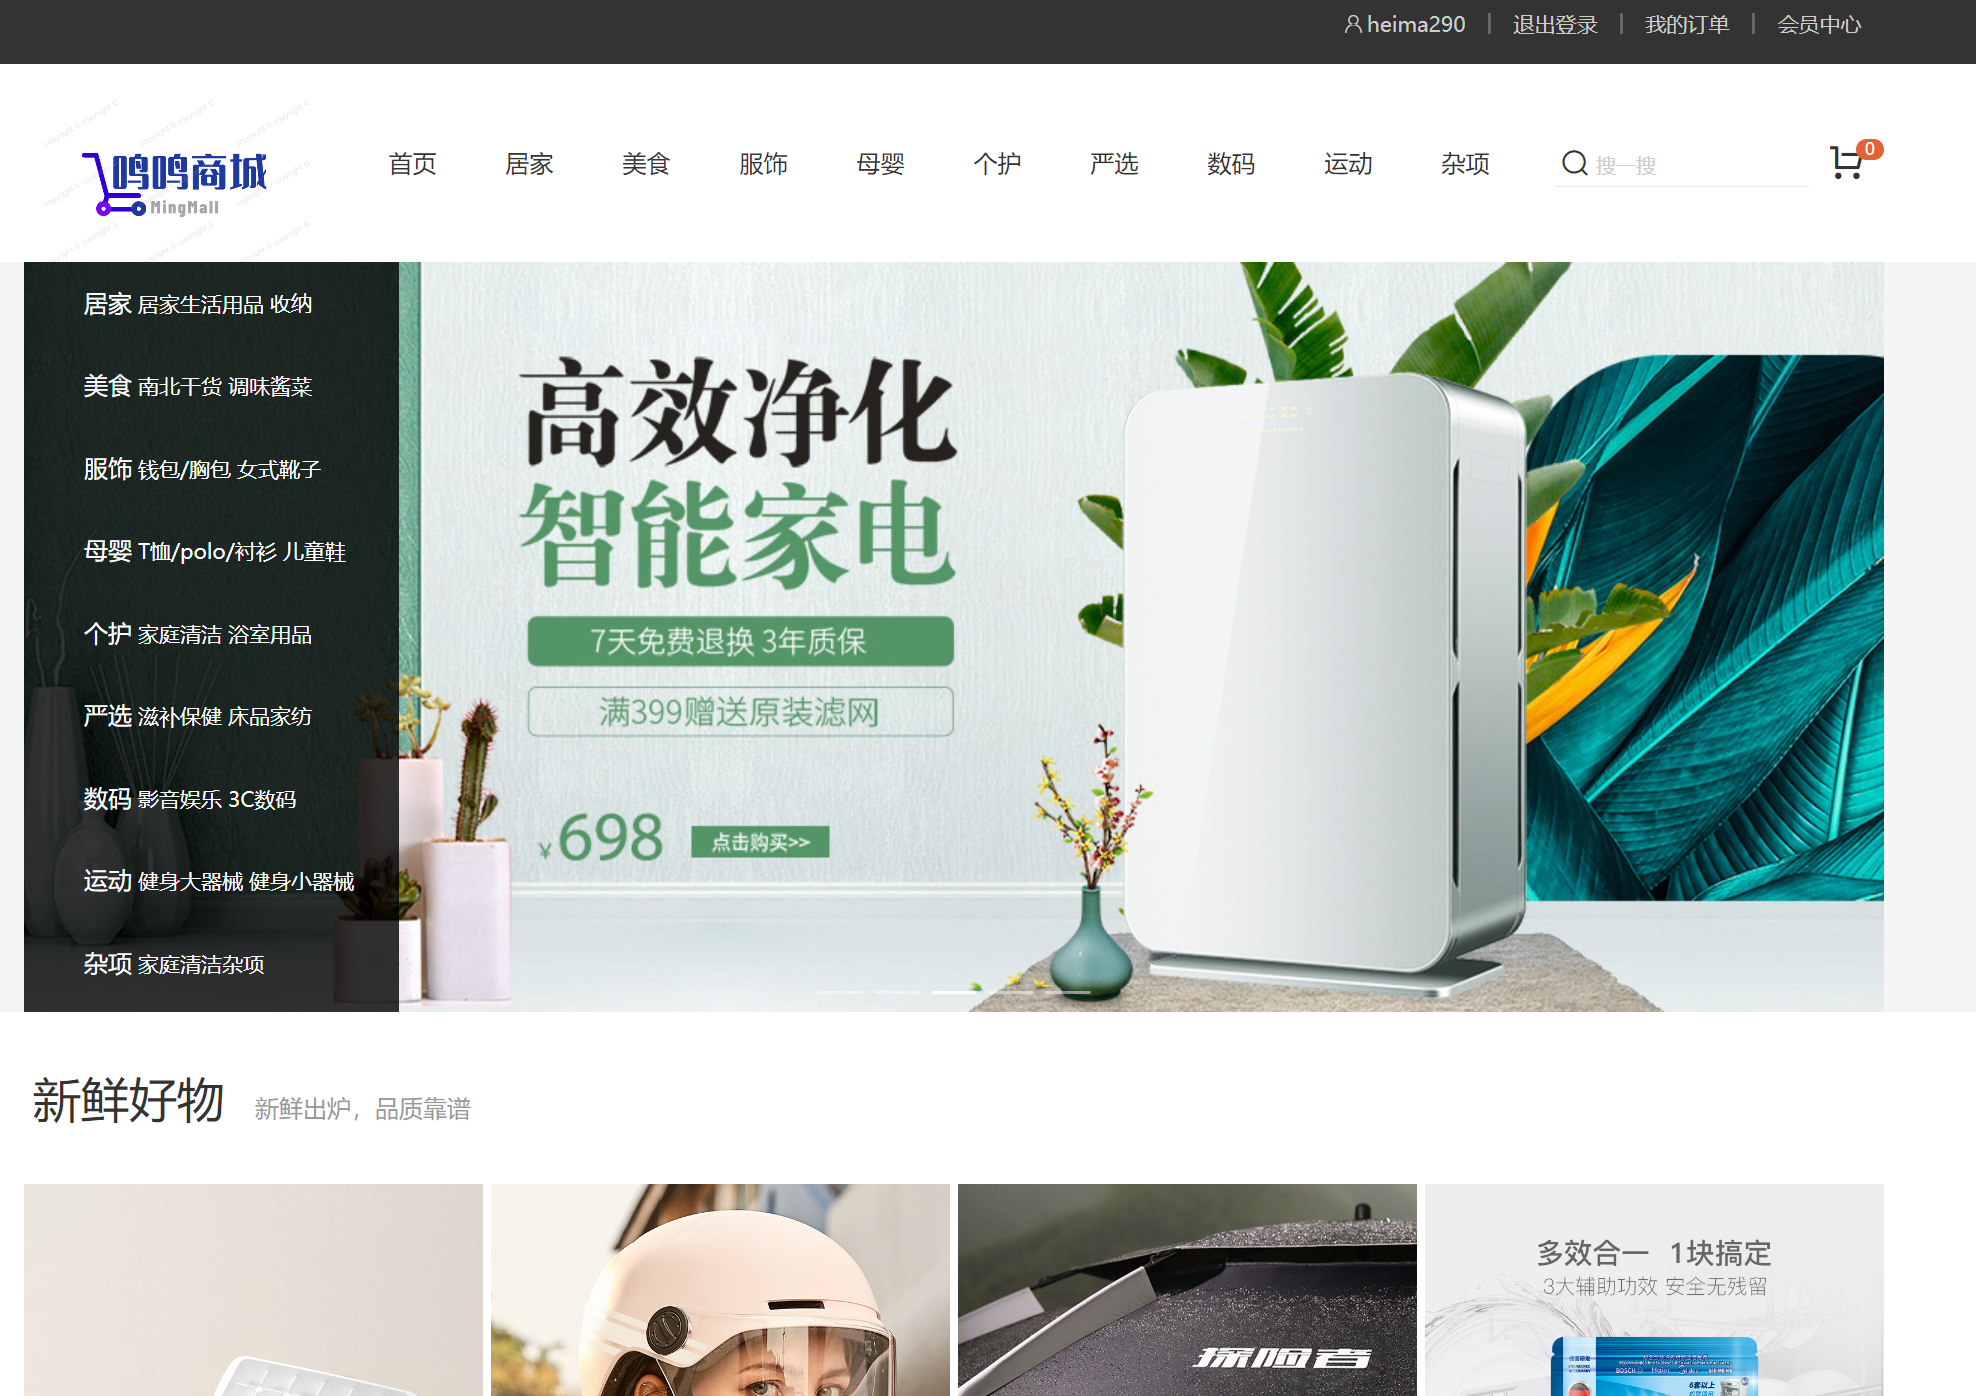 heima290 | 退出登录 | 我的订单 | 会员中心
copyright © copyright © copyright ©
鸣鸣商城
MingMall
首页 居家 美食 服饰 母婴 个护 严选 数码 运动 杂项 搜一搜 0
居家 居家生活用品 收纳
美食 南北干货 调味酱菜
服饰 钱包/胸包 女式靴子
母婴 T恤/polo/衬衫 儿童鞋
个护 家庭清洁 浴室用品
严选 滋补保健 床品家纺
数码 影音娱乐 3C数码
运动 健身大器械 健身小器械
杂项 家庭清洁杂项
高效净化
智能家电
7天免费退换 3年质保
满399赠送原装滤网
¥698 点击购买>>
新鲜好物 新鲜出炉，品质靠谱
探险者
多效合一 1块搞定
3大辅助功效 安全无残留
BOSCH Haier SIEMENS
6套以上